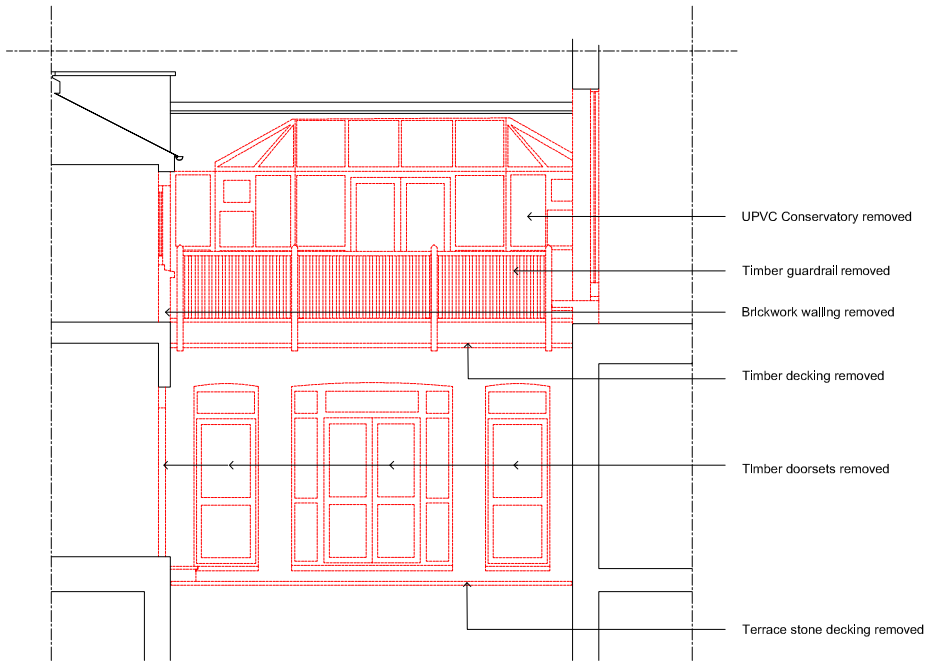 UPVC Conservatory removed
Timber guardrail removed
Brickwork walling removed
Timber decking removed
Timber doorsets removed
Terrace stone decking removed